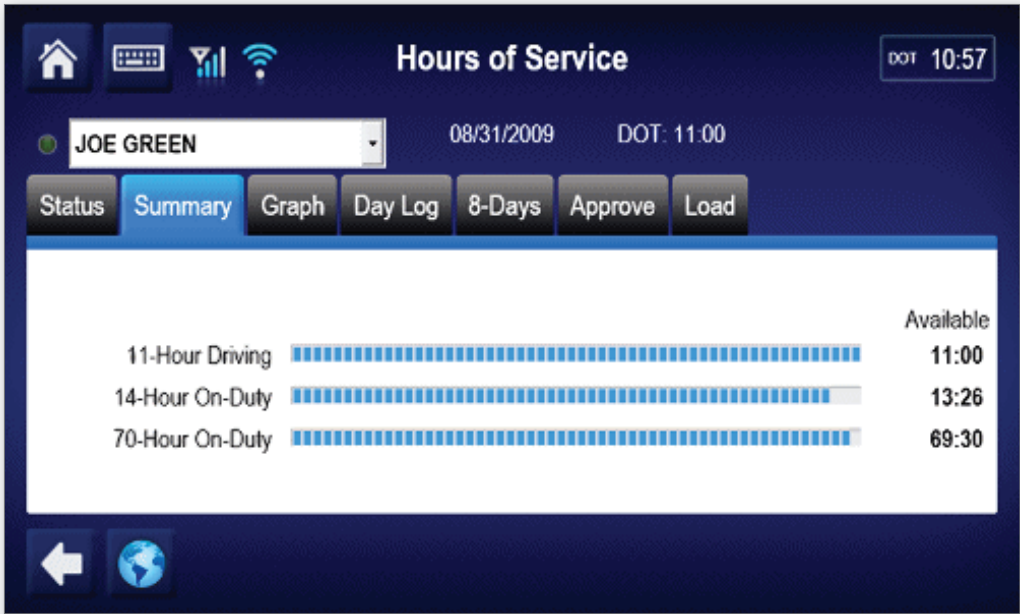 Hours of Service
DOT 10:57
JOE GREEN 08/31/2009 DOT: 11:00
Status Summary Graph Day Log 8-Days Approve Load
Available
11-Hour Driving 11:00
14-Hour On-Duty 13:26
70-Hour On-Duty 69:30